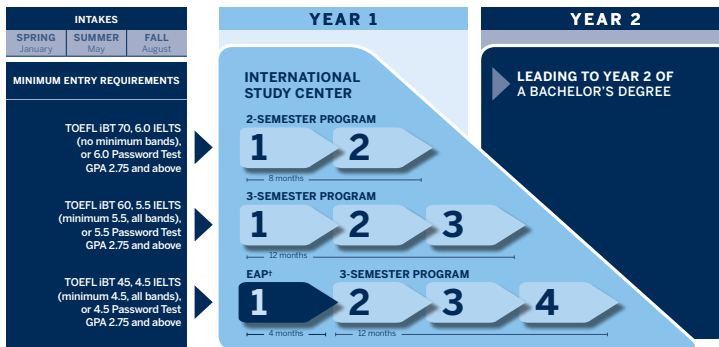 INTAKES
SPRING
January
SUMMER
May
FALL
August
MINIMUM ENTRY REQUIREMENTS
TOEFL iBT 70, 6.0 IELTS
(no minimum bands),
or 6.0 Password Test
GPA 2.75 and above
TOEFL iBT 60, 5.5 IELTS
(minimum 5.5, all bands),
or 5.5 Password Test
GPA 2.75 and above
TOEFL iBT 45, 4.5 IELTS
(minimum 4.5, all bands),
or 4.5 Password Test
GPA 2.75 and above
YEAR 1
INTERNATIONAL
STUDY CENTER
2-SEMESTER PROGRAM
1 2
8 months
3-SEMESTER PROGRAM
1 2 3
12 months
EAP† 3-SEMESTER PROGRAM
1 2 3 4
4 months 12 months
YEAR 2
LEADING TO YEAR 2 OF
A BACHELOR'S DEGREE